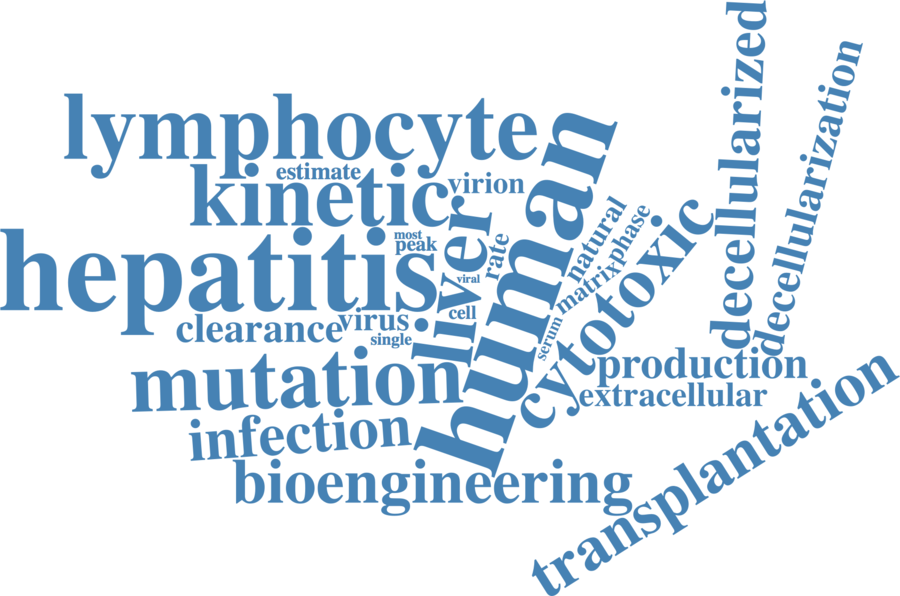 decellularized
decellularization
lymphocyte
estimate
kinetic
virion
human
hepatitis
most
peak
liver
rate
viral
natural
phase
matrix
cytotoxic
clearance
virus
cell
single
serum
mutation
production
extracellular
infection
bioengineering
transplantation